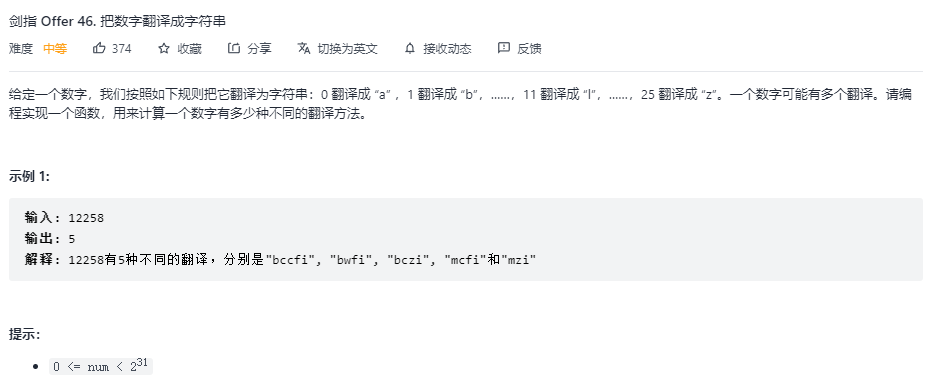 剑指 Offer 46. 把数字翻译成字符串
难度 中等 374 收藏 分享 切换为英文 接收动态 反馈
给定一个数字，我们按照如下规则把它翻译为字符串：0 翻译成 “a” ，1 翻译成 “b”，……，11 翻译成 “l”，……，25 翻译成 “z”。一个数字可能有多个翻译。请编
程实现一个函数，用来计算一个数字有多少种不同的翻译方法。
示例 1:
输入: 12258
输出: 5
解释: 12258有5种不同的翻译，分别是"bccfi", "bwfi", "bczi", "mcfi"和"mzi"
提示：
• 0 <= num < 2³¹